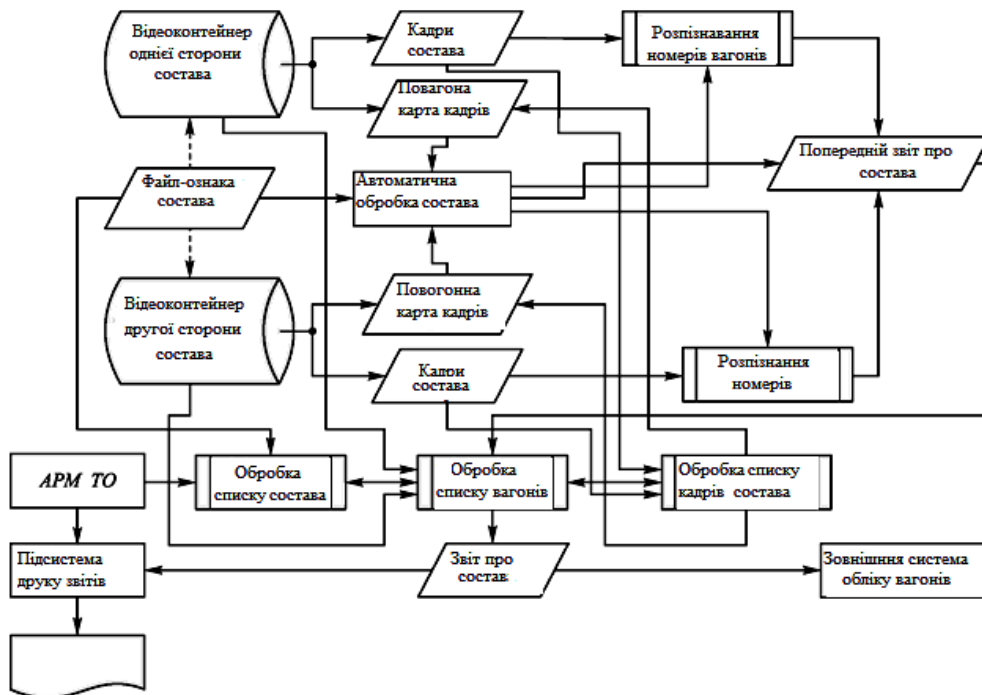 Відеоконтейнер
однієї сторони
состава
Кадри
состава
Розпізнавання
номерів вагонів
Повагона
карта кадрів
Попередній звіт про
состава
Файл-ознака
состава
Автоматична
обробка состава
Відеоконтейнер
другої сторони
состава
Повогонна
карта кадрів
Кадри
состава
Розпізнання
номерів
АРМ ТО
Обробка
списку состава
Обробка
списку вагонів
Обробка списку
кадрів состава
Підсистема
друку звітів
Звіт про
состав
Зовнішння система
обліку вагонів